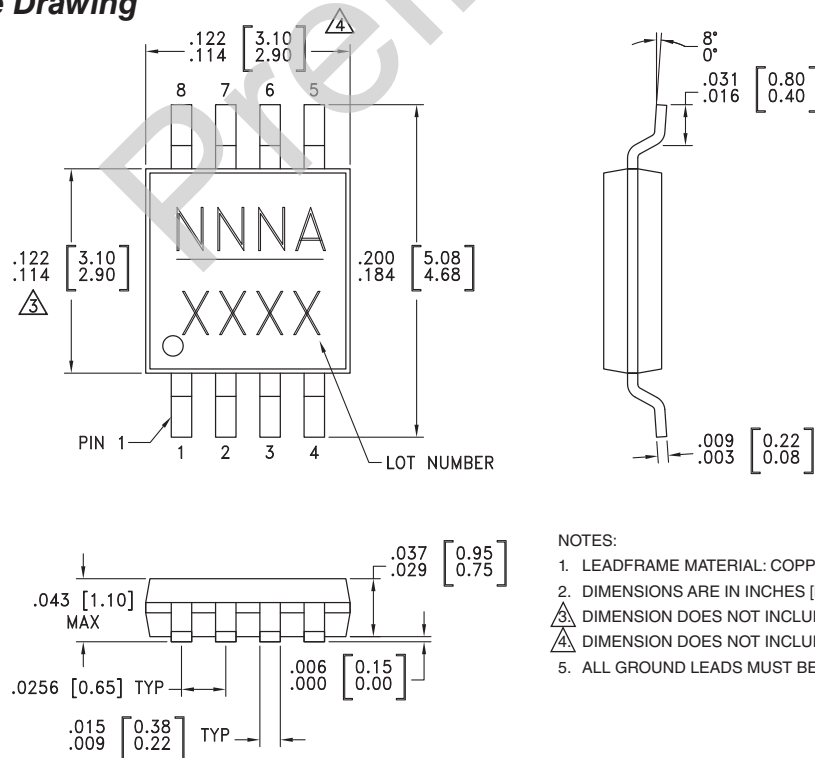 Drawing
.122 [3.10]
.114 [2.90]
4
8 7 6 5
8°
0°
.031 [0.80
.016 [0.40
NNNA
XXXX
.122 [3.10]
.114 [2.90]
3
.200 [5.08]
.184 [4.68]
PIN 1
1 2 3 4
LOT NUMBER
.009 [0.22]
.003 [0.08]
.037 [0.95]
.029 [0.75]
.043 [1.10]
MAX
.0256 [0.65] TYP
.006 [0.15]
.000 [0.00]
.015 [0.38]
.009 [0.22] TYP
NOTES:
1. LEADFRAME MATERIAL: COPP
2. DIMENSIONS ARE IN INCHES [
3. DIMENSION DOES NOT INCLU
4. DIMENSION DOES NOT INCLU
5. ALL GROUND LEADS MUST BE